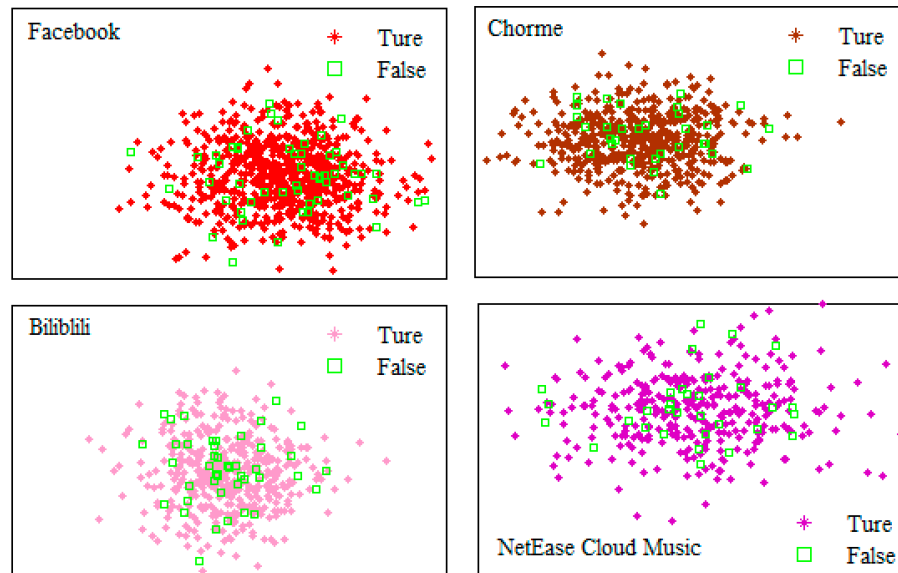 Facebook
Ture
False
Chorme
Ture
False
Biliblili
Ture
False
NetEase Cloud Music
Ture
False